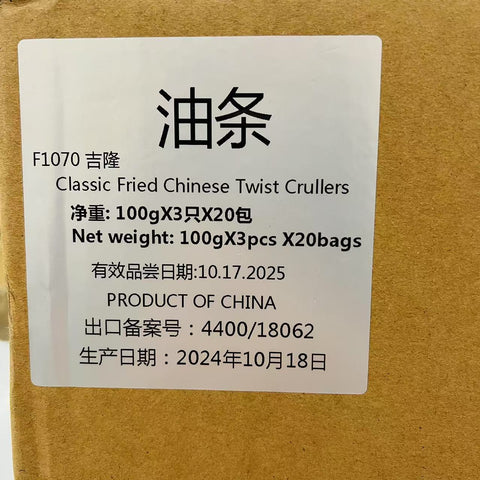 油条
F1070 吉隆
Classic Fried Chinese Twist Crullers
净重: 100gX3只X20包
Net weight: 100gX3pcs X20bags
有效品尝日期:10.17.2025
PRODUCT OF CHINA
出口备案号：4400/18062
生产日期：2024年10月18日